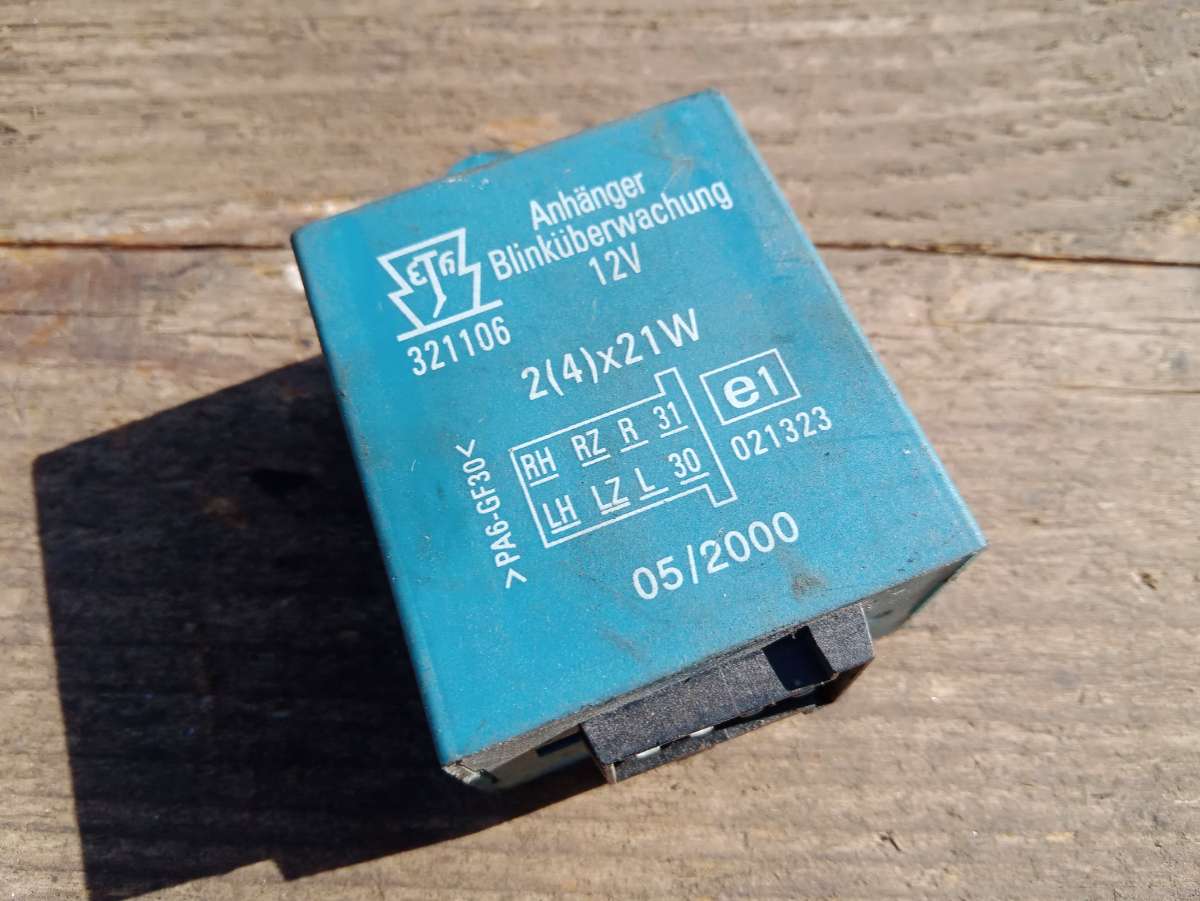 Anhänger
Blinküberwachung
12V
321106
2(4)x21W
RH RZ R 31
LH LZ L 30
e1
021323
>PA6-GF30<
05/2000